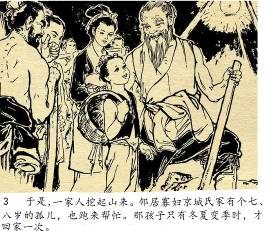 3 于是，一家人挖起山来。邻居寡妇京城氏家有个七、
八岁的孤儿，也跑来帮忙。那孩子只有冬夏变季时，才
回家一次。